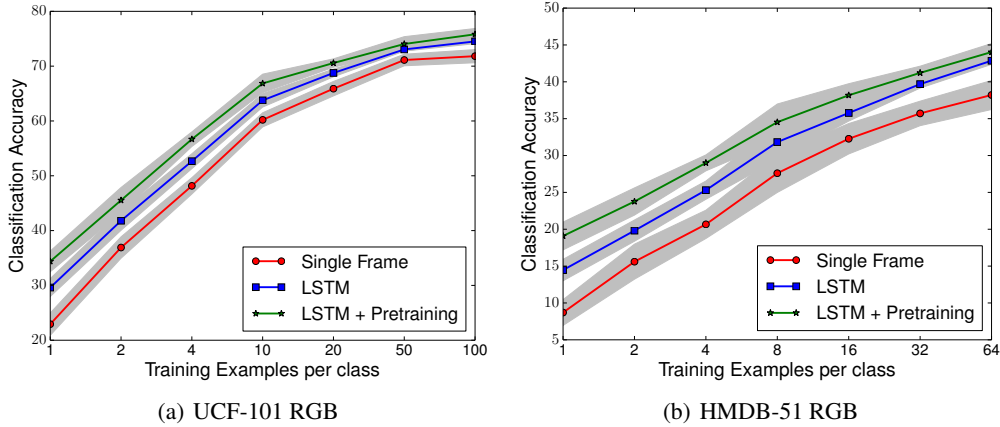 80
70
60
50
40
30
20
Classification Accuracy
1 2 4 10 20 50 100
Training Examples per class
Single Frame
LSTM
LSTM + Pretraining
(a) UCF-101 RGB
50
45
40
35
30
25
20
15
10
5
Classification Accuracy
1 2 4 8 16 32 64
Training Examples per class
Single Frame
LSTM
LSTM + Pretraining
(b) HMDB-51 RGB